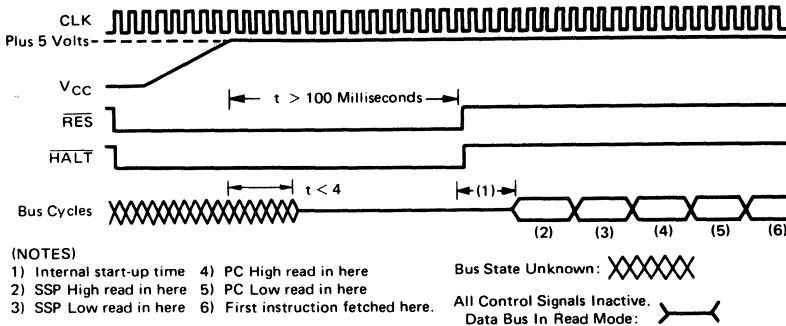 CLK
Plus 5 Volts
VCC
t > 100 Milliseconds
RES
HALT
t < 4
(1)
Bus Cycles
(2) (3) (4) (5) (6)
(NOTES)
1) Internal start-up time 4) PC High read in here
2) SSP High read in here 5) PC Low read in here
3) SSP Low read in here 6) First instruction fetched here.
Bus State Unknown:
All Control Signals Inactive.
Data Bus In Read Mode: